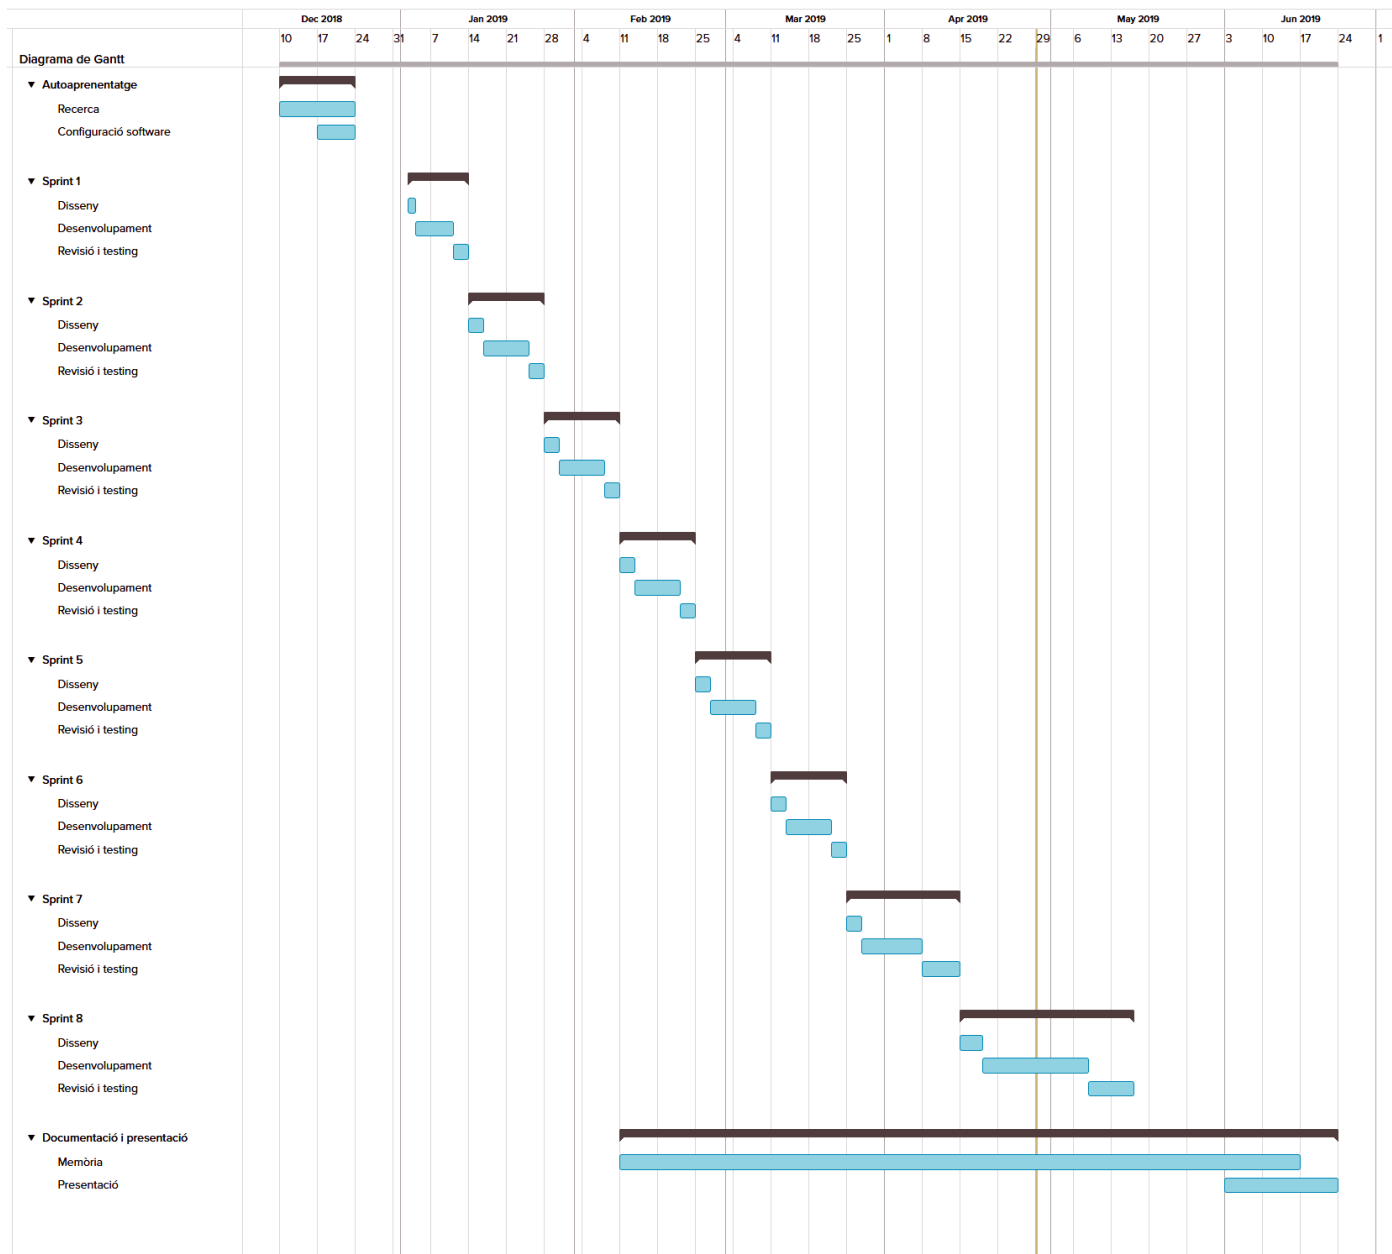 Dec 2018 Jan 2019 Feb 2019 Mar 2019 Apr 2019 May 2019 Jun 2019
10 17 24 31 7 14 21 28 4 11 18 25 4 11 18 25 1 8 15 22 29 6 13 20 27 3 10 17 24 1
Diagrama de Gantt
▼ Autoaprenentatge
Recerca
Configuració software
▼ Sprint 1
Disseny
Desenvolupament
Revisió i testing
▼ Sprint 2
Disseny
Desenvolupament
Revisió i testing
▼ Sprint 3
Disseny
Desenvolupament
Revisió i testing
▼ Sprint 4
Disseny
Desenvolupament
Revisió i testing
▼ Sprint 5
Disseny
Desenvolupament
Revisió i testing
▼ Sprint 6
Disseny
Desenvolupament
Revisió i testing
▼ Sprint 7
Disseny
Desenvolupament
Revisió i testing
▼ Sprint 8
Disseny
Desenvolupament
Revisió i testing
▼ Documentació i presentació
Memòria
Presentació